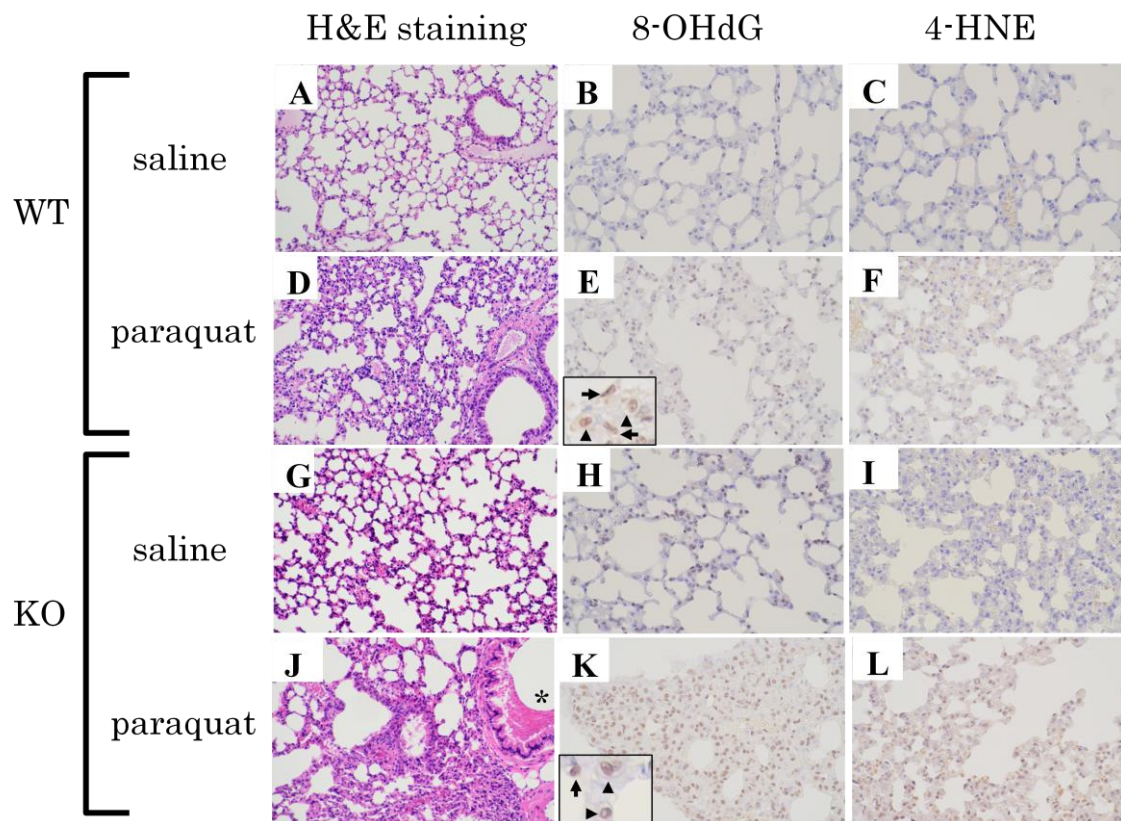 H&E staining 8-OHdG 4-HNE
A B C
saline
WT
D E F
paraquat
G H I
saline
KO
J K L
*
paraquat